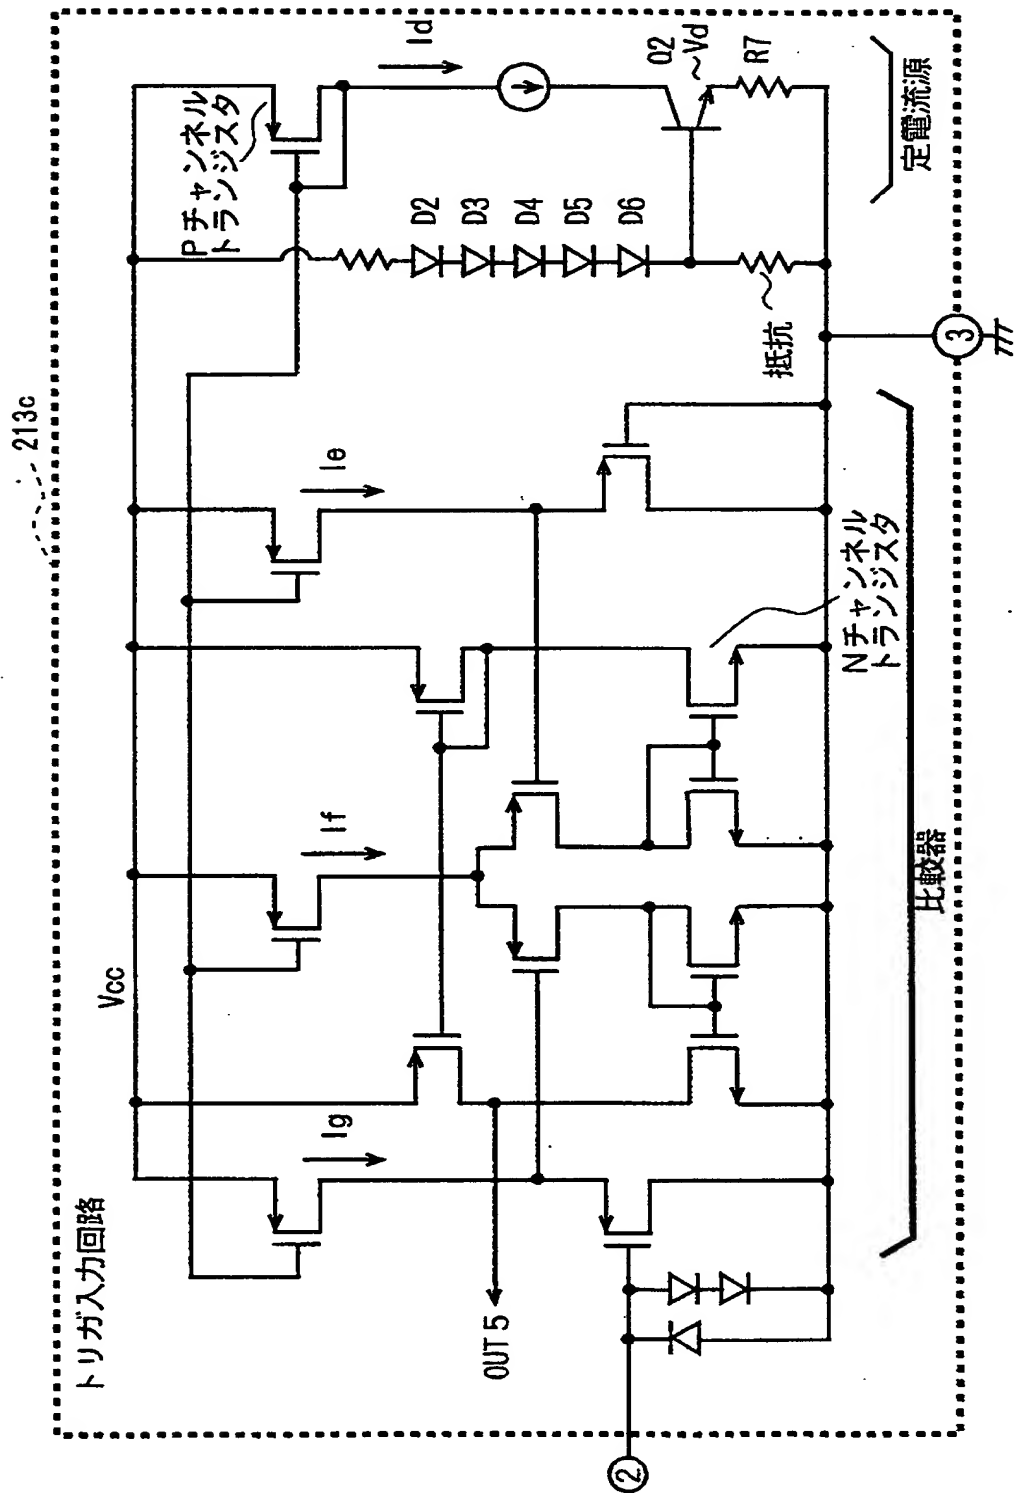 213c
トリガ入力回路
Vcc
Ig
If
Ie
Id
Pチャンネル
トランジスタ
D2
D3
D4
D5
D6
Q2
Vd
R7
抵抗
定電流源
OUT5
Nチャンネル
トランジスタ
比較器
②
③